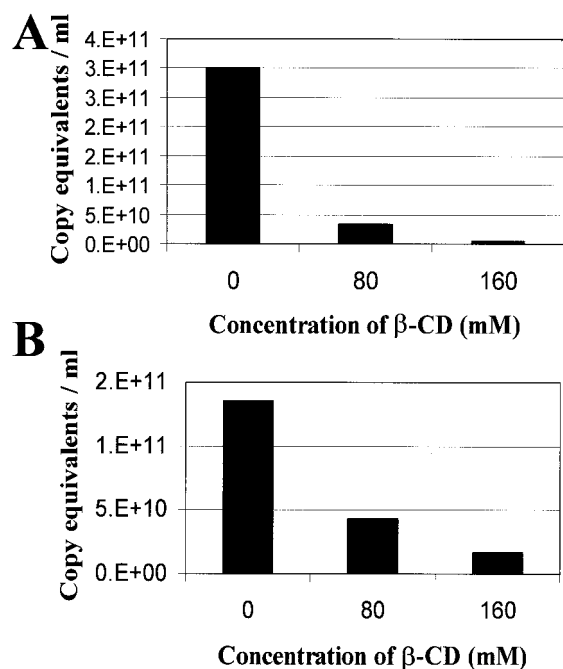 A
Copy equivalents / ml
4.E+11
3.E+11
3.E+11
2.E+11
2.E+11
1.E+11
5.E+10
0.E+00
0 80 160
Concentration of β-CD (mM)
B
Copy equivalents / ml
2.E+11
1.E+11
5.E+10
0.E+00
0 80 160
Concentration of β-CD (mM)